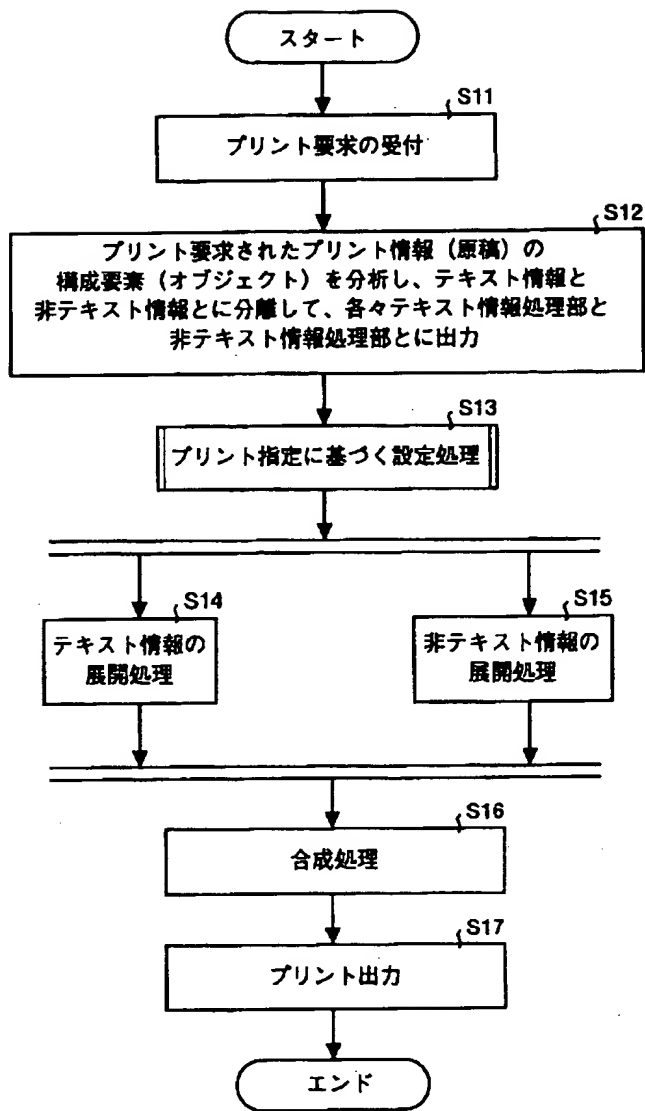 スタート
S11
プリント要求の受付
S12
プリント要求されたプリント情報（原稿）の
構成要素（オブジェクト）を分析し、テキスト情報と
非テキスト情報とに分離して、各々テキスト情報処理部と
非テキスト情報処理部とに出力
S13
プリント指定に基づく設定処理
S14
テキスト情報の
展開処理
S15
非テキスト情報の
展開処理
S16
合成処理
S17
プリント出力
エンド